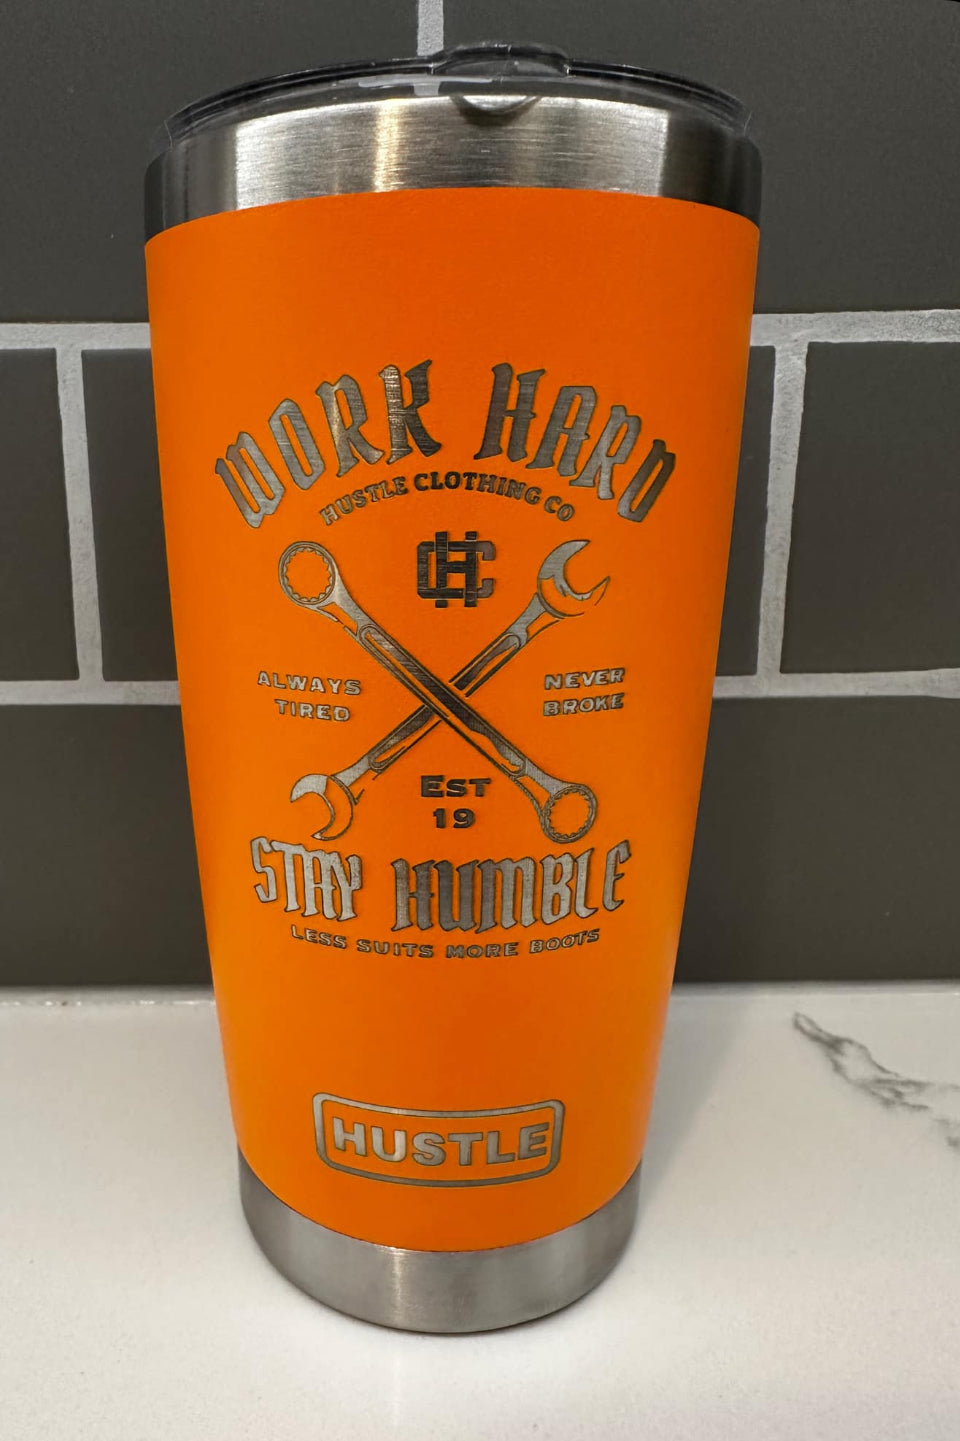 WORK HARD
HUSTLE CLOTHING CO
HC
ALWAYS
TIRED
NEVER
BROKE
EST
19
STAY HUMBLE
LESS SUITS MORE BOOTS
HUSTLE